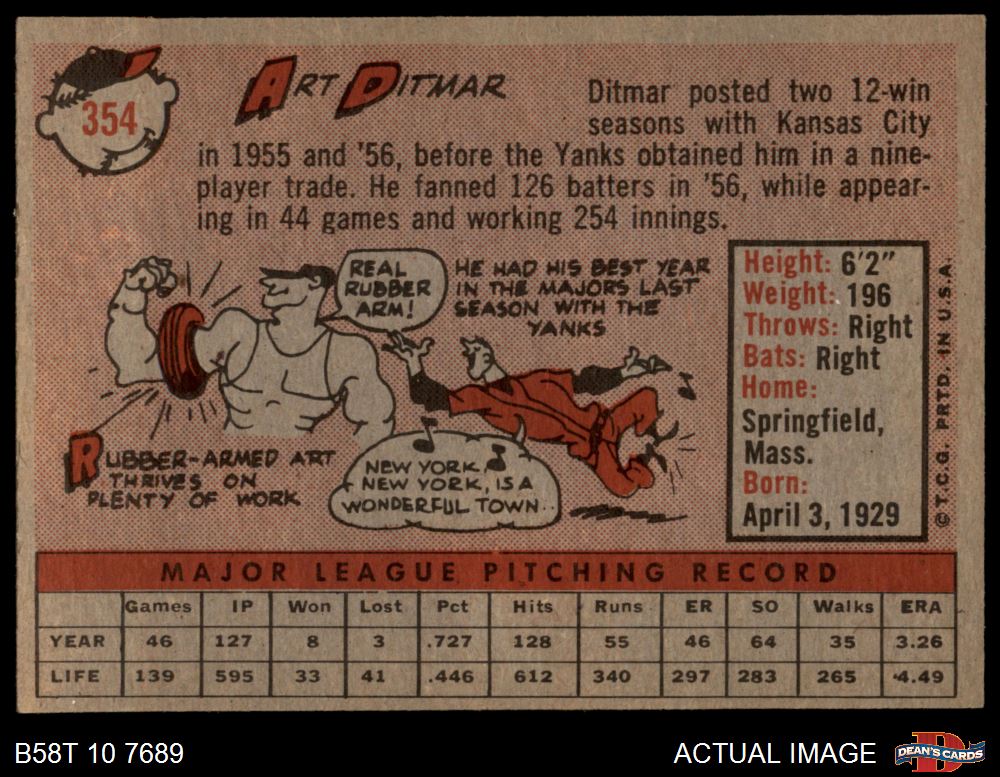 354
ART DITMAR
Ditmar posted two 12-win
seasons with Kansas City
in 1955 and '56, before the Yanks obtained him in a nine-
player trade. He fanned 126 batters in '56, while appear-
ing in 44 games and working 254 innings.
REAL
RUBBER
ARM!
HE HAD HIS BEST YEAR
IN THE MAJORS LAST
SEASON WITH THE
YANKS
RUBBER-ARMED ART
THRIVES ON
PLENTY OF WORK
NEW YORK,
NEW YORK, IS A
WONDERFUL TOWN..
Height: 6'2"
Weight: 196
Throws: Right
Bats: Right
Home:
Springfield,
Mass.
Born:
April 3, 1929
© T.C.G. PRTD. IN U.S.A.
MAJOR LEAGUE PITCHING RECORD
Games IP Won Lost Pct Hits Runs ER SO Walks ERA
YEAR 46 127 8 3 .727 128 55 46 64 35 3.26
LIFE 139 595 33 41 .446 612 340 297 283 265 4.49
B58T 10 7689
ACTUAL IMAGE
DEAN'S CARDS